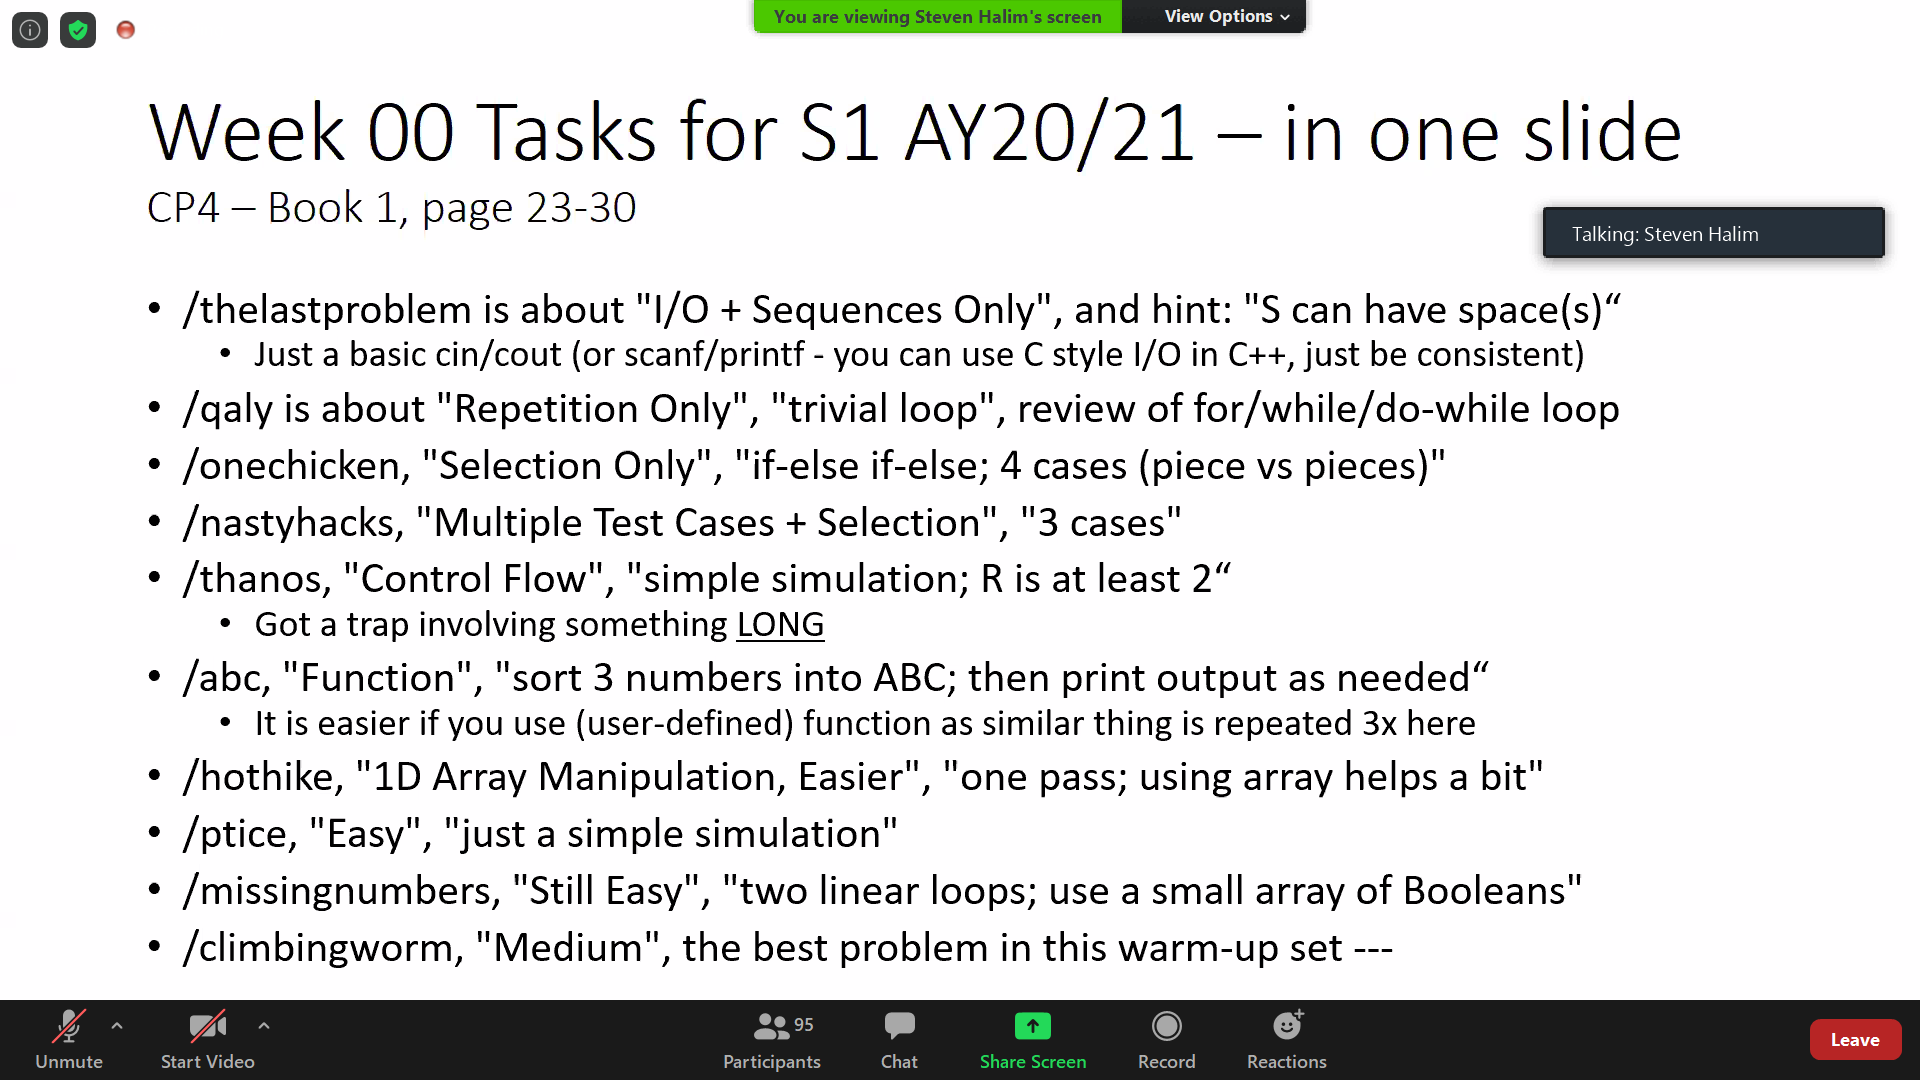 You are viewing Steven Halim's screen
View Options
Week 00 Tasks for S1 AY20/21 – in one slide
CP4 – Book 1, page 23-30
Talking: Steven Halim
• /thelastproblem is about "I/O + Sequences Only", and hint: "S can have space(s)“
• Just a basic cin/cout (or scanf/printf - you can use C style I/O in C++, just be consistent)
• /qaly is about "Repetition Only", "trivial loop", review of for/while/do-while loop
• /onechicken, "Selection Only", "if-else if-else; 4 cases (piece vs pieces)"
• /nastyhacks, "Multiple Test Cases + Selection", "3 cases"
• /thanos, "Control Flow", "simple simulation; R is at least 2“
• Got a trap involving something LONG
• /abc, "Function", "sort 3 numbers into ABC; then print output as needed“
• It is easier if you use (user-defined) function as similar thing is repeated 3x here
• /hothike, "1D Array Manipulation, Easier", "one pass; using array helps a bit"
• /ptice, "Easy", "just a simple simulation"
• /missingnumbers, "Still Easy", "two linear loops; use a small array of Booleans"
• /climbingworm, "Medium", the best problem in this warm-up set ---
95
Unmute
Start Video
Participants
Chat
Share Screen
Record
Reactions
Leave